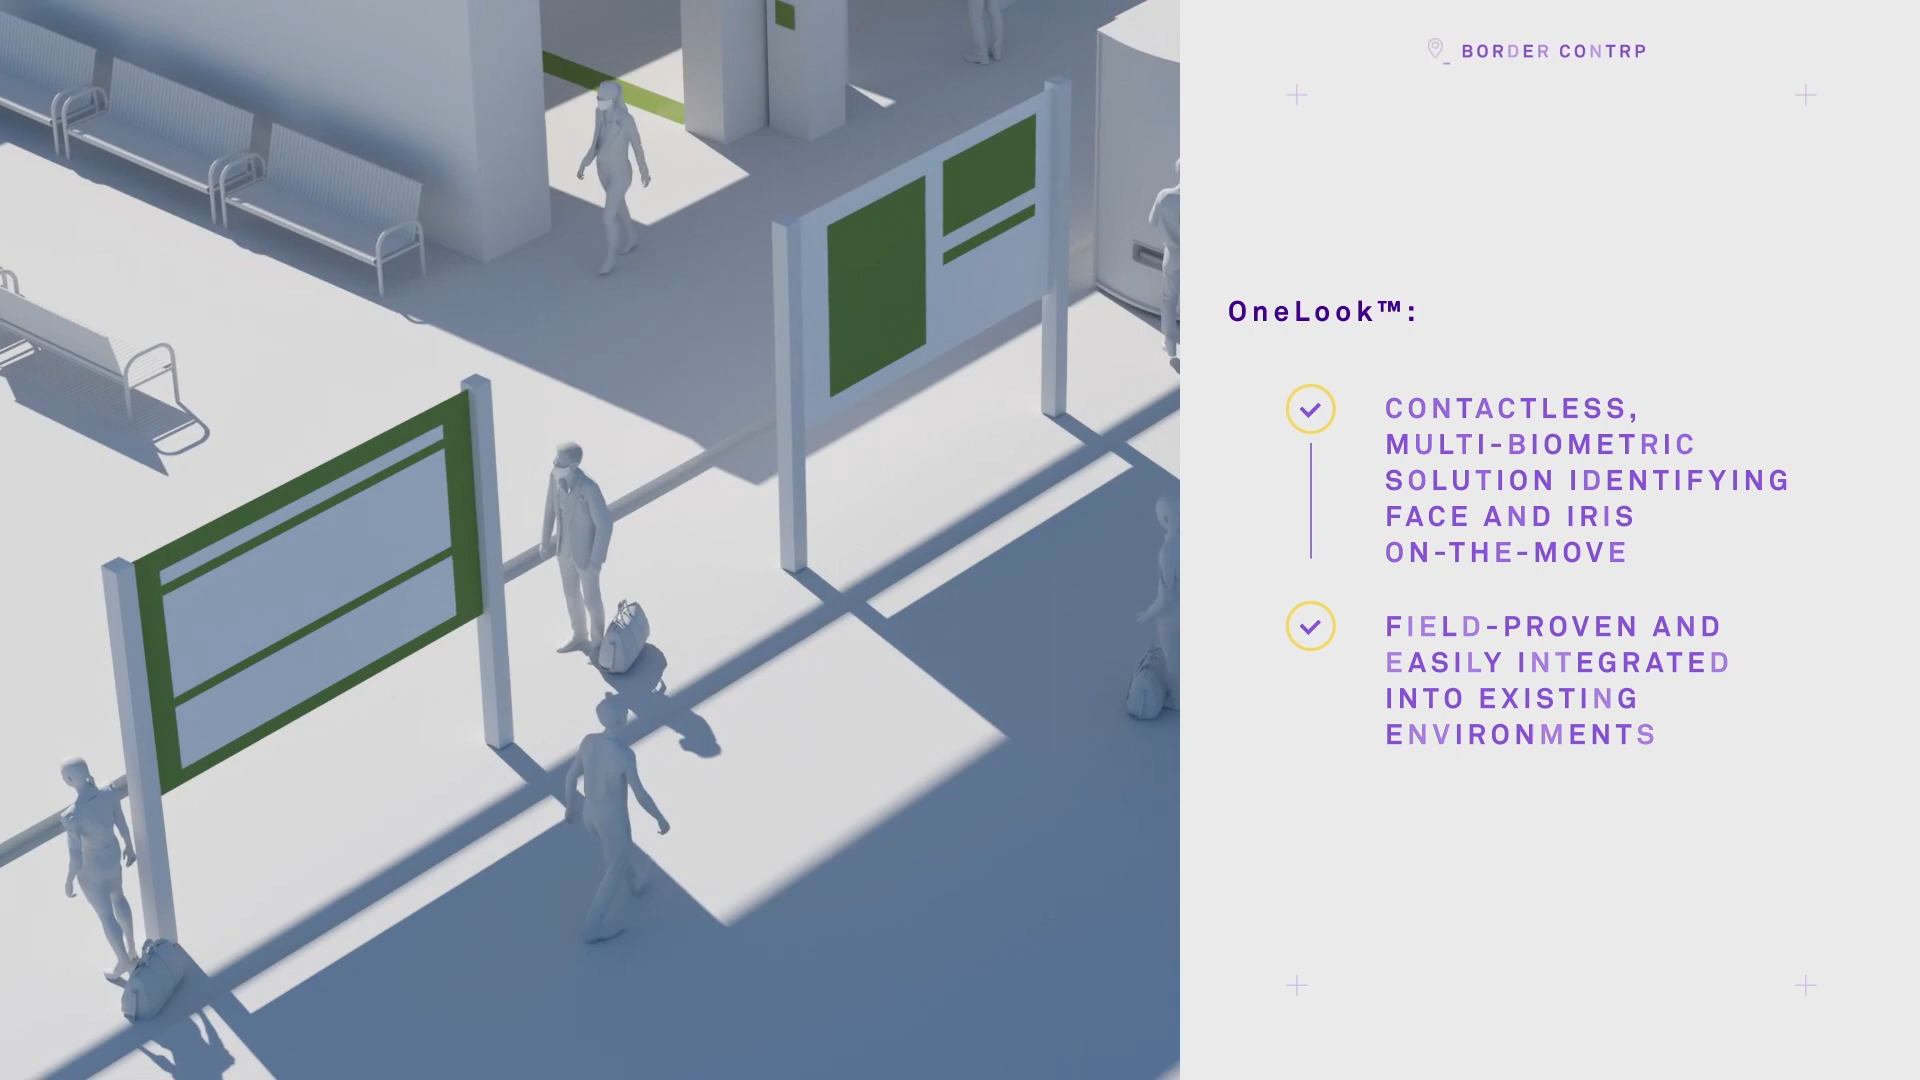 BORDER CONTRP
OneLook™:
CONTACTLESS,
MULTI-BIOMETRIC
SOLUTION IDENTIFYING
FACE AND IRIS
ON-THE-MOVE
FIELD-PROVEN AND
EASILY INTEGRATED
INTO EXISTING
ENVIRONMENTS